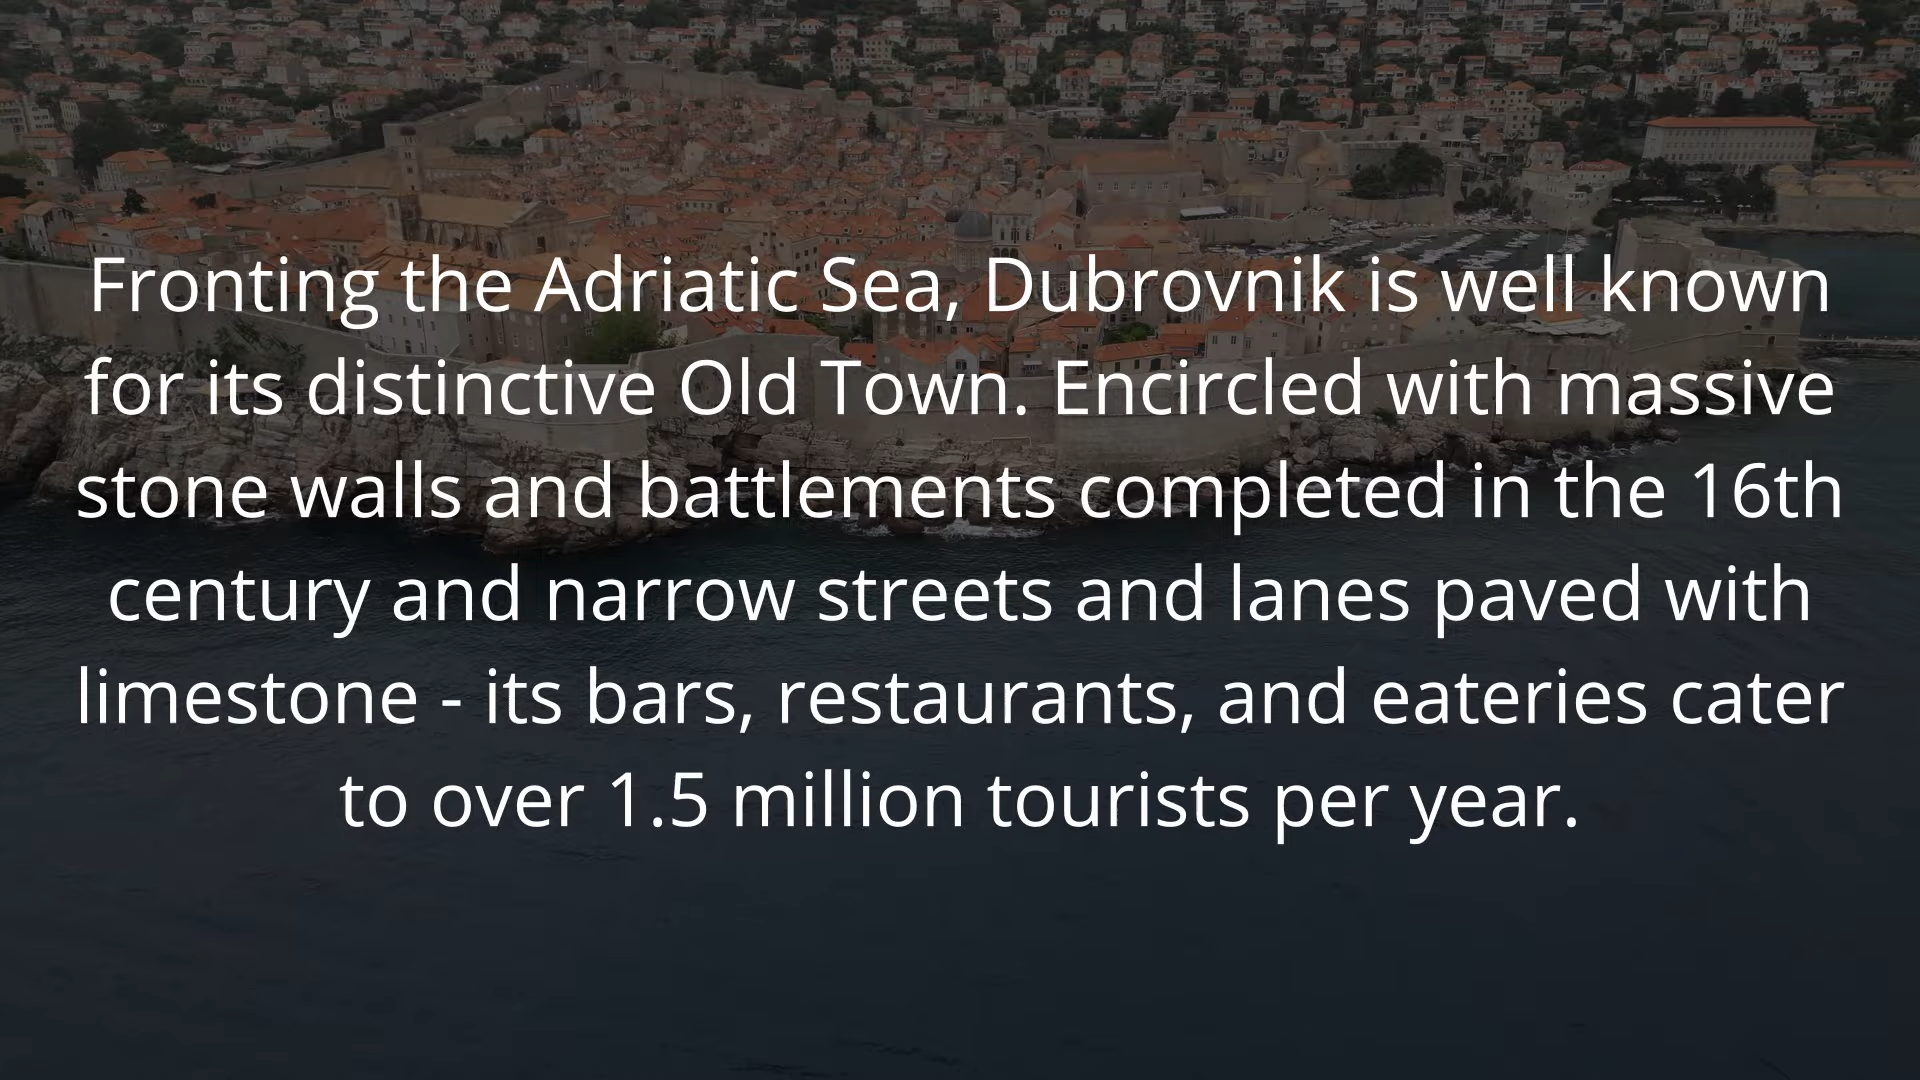 Fronting the Adriatic Sea, Dubrovnik is well known
for its distinctive Old Town. Encircled with massive
stone walls and battlements completed in the 16th
century and narrow streets and lanes paved with
limestone - its bars, restaurants, and eateries cater
to over 1.5 million tourists per year.